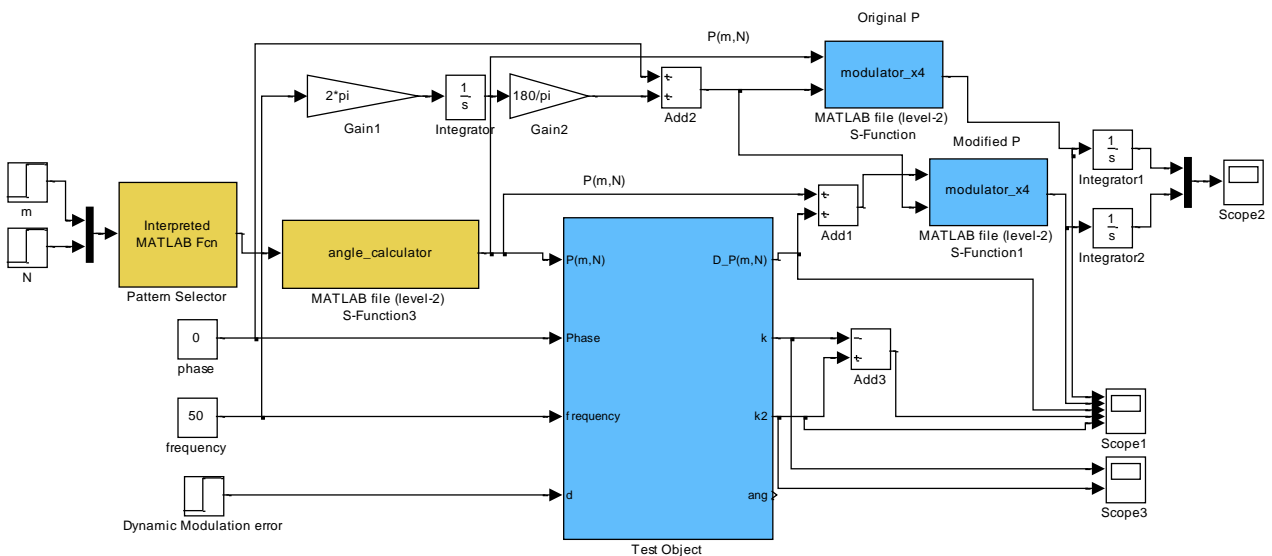 Original P
P(m,N)
modulator_x4
MATLAB file (level-2)
S-Function
2*pi
Gain1
1
s
Integrator
180/pi
Gain2
+
+
Add2
Modified P
modulator_x4
MATLAB file (level-2)
S-Function1
1
s
Integrator1
1
s
Integrator2
Scope2
m
N
Interpreted
MATLAB Fcn
Pattern Selector
angle_calculator
MATLAB file (level-2)
S-Function3
P(m,N)
+
+
Add1
0
phase
50
frequency
Dynamic Modulation error
P(m,N)
Phase
frequency
d
D_P(m,N)
k
k2
ang
Test Object
−
+
Add3
Scope1
Scope3